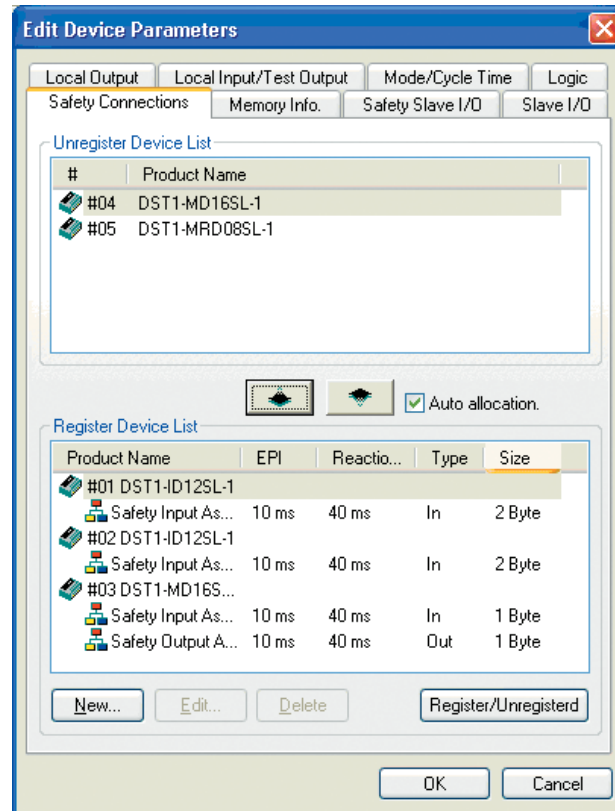 Edit Device Parameters
Local Output Local Input/Test Output Mode/Cycle Time Logic
Safety Connections Memory Info. Safety Slave I/O Slave I/O
Unregister Device List
# Product Name
#04 DST1-MD16SL-1
#05 DST1-MRD08SL-1
Auto allocation.
Register Device List
Product Name EPI Reactio... Type Size
#01 DST1-ID12SL-1
Safety Input As... 10 ms 40 ms In 2 Byte
#02 DST1-ID12SL-1
Safety Input As... 10 ms 40 ms In 2 Byte
#03 DST1-MD16S...
Safety Input As... 10 ms 40 ms In 1 Byte
Safety Output A... 10 ms 40 ms Out 1 Byte
New... Edit... Delete Register/Unregisterd
OK Cancel